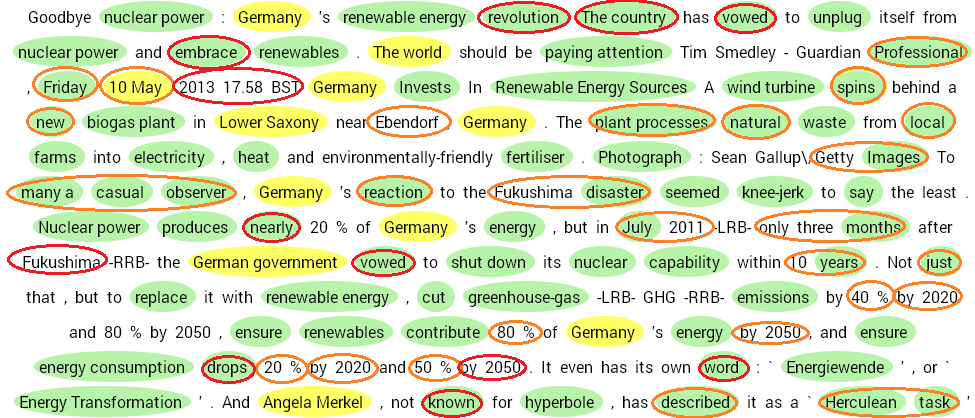 Goodbye nuclear power : Germany 's renewable energy revolution The country has vowed to unplug itself from
nuclear power and embrace renewables . The world should be paying attention Tim Smedley - Guardian Professional
, Friday 10 May 2013 17.58 BST Germany Invests In Renewable Energy Sources A wind turbine spins behind a
new biogas plant in Lower Saxony near Ebendorf , Germany . The plant processes natural waste from local
farms into electricity , heat and environmentally-friendly fertiliser . Photograph : Sean Gallup\/ Getty Images To
many a casual observer , Germany 's reaction to the Fukushima disaster seemed knee-jerk to say the least .
Nuclear power produces nearly 20 % of Germany 's energy , but in July 2011 -LRB- only three months after
Fukushima -RRB- the German government vowed to shut down its nuclear capability within 10 years . Not just
that , but to replace it with renewable energy , cut greenhouse-gas -LRB- GHG -RRB- emissions by 40 % by 2020
and 80 % by 2050 , ensure renewables contribute 80 % of Germany 's energy by 2050 , and ensure
energy consumption drops 20 % by 2020 and 50 % by 2050 . It even has its own word : ` Energiewende ' , or `
Energy Transformation ' . And Angela Merkel , not known for hyperbole , has described it as a ` Herculean task '